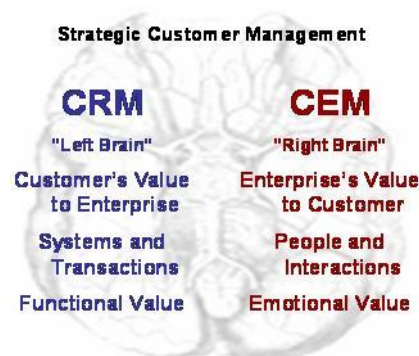 Strategic Customer Management
CRM
"Left Brain"
Customer's Value
to Enterprise
Systems and
Transactions
Functional Value
CEM
"Right Brain"
Enterprise's Value
to Customer
People and
Interactions
Emotional Value